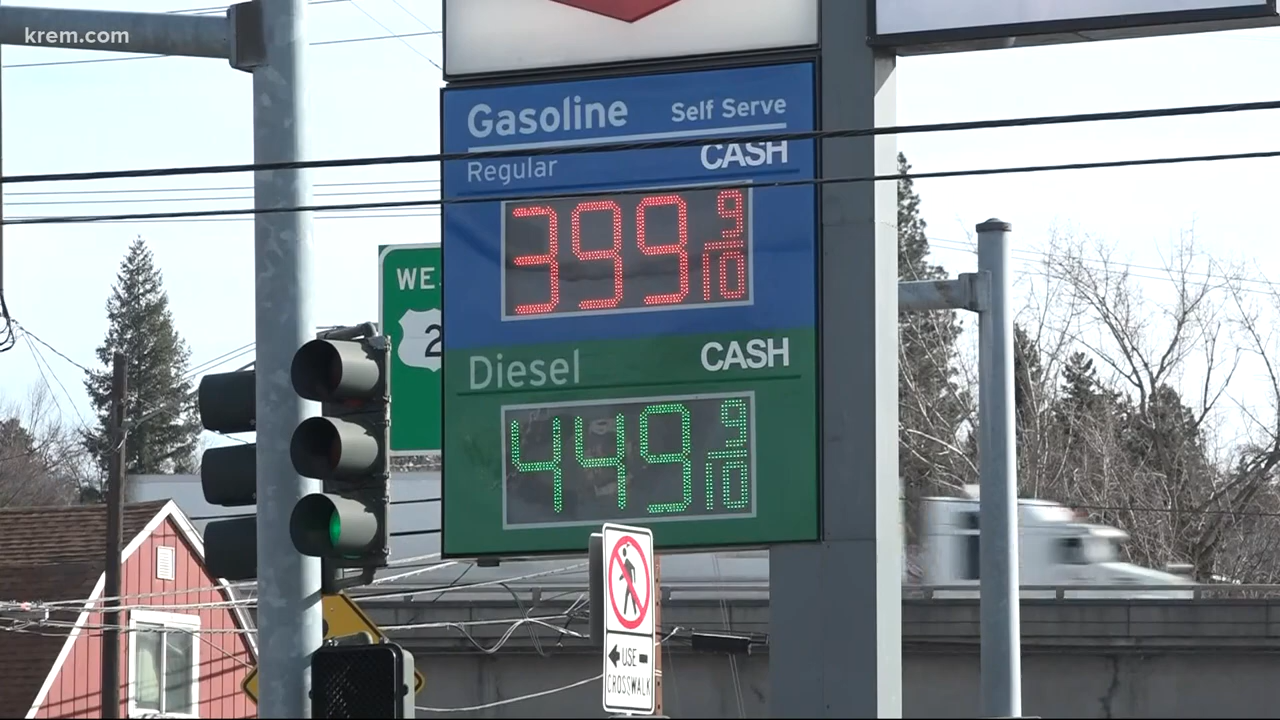 krem.com
Gasoline Self Serve
Regular CASH
399 9/10
WE
2
Diesel CASH
449 9/10
USE
CROSSWALK